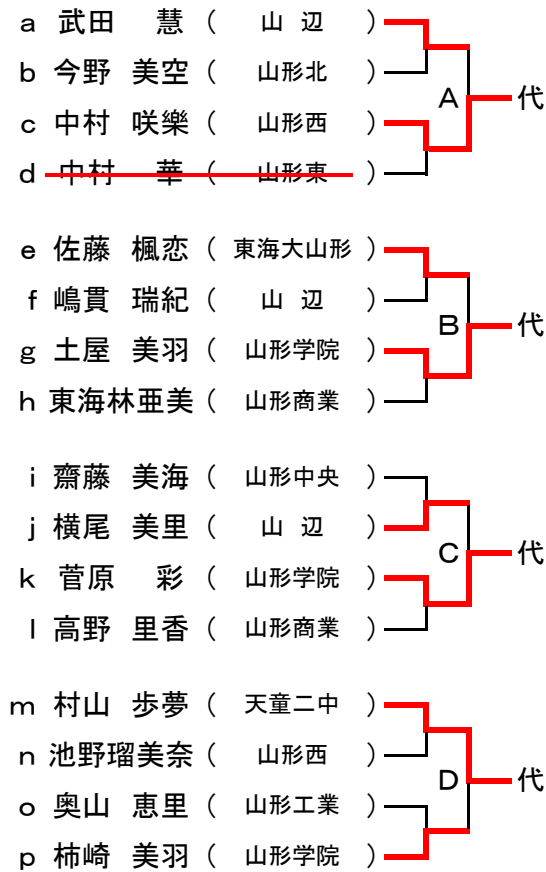 a 武田 慧 ( 山 辺 )
b 今野 美空 ( 山形北 )
A 代
c 中村 咲樂 ( 山形西 )
d 中村 華 ( 山形東 )
e 佐藤 楓恋 ( 東海大山形 )
f 嶋貫 瑞紀 ( 山 辺 )
B 代
g 土屋 美羽 ( 山形学院 )
h 東海林亜美 ( 山形商業 )
i 齋藤 美海 ( 山形中央 )
j 横尾 美里 ( 山 辺 )
C 代
k 菅原 彩 ( 山形学院 )
l 高野 里香 ( 山形商業 )
m 村山 歩夢 ( 天童二中 )
n 池野瑠美奈 ( 山形西 )
D 代
o 奥山 恵里 ( 山形工業 )
p 柿崎 美羽 ( 山形学院 )